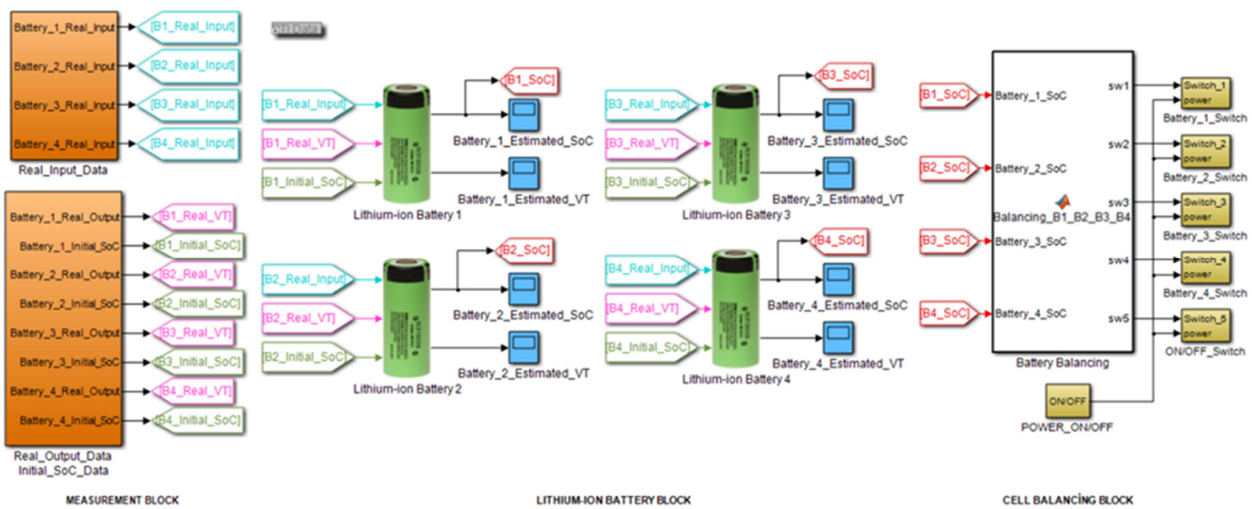 Battery_1_Real_Input
[B1_Real_Input]
Battery_2_Real_Input
[B2_Real_Input]
Battery_3_Real_Input
[B3_Real_Input]
Battery_4_Real_Input
[B4_Real_Input]
Real_Input_Data
Battery_1_Real_Output
[B1_Real_VT]
Battery_1_Initial_SoC
[B1_Initial_SoC]
Battery_2_Real_Output
[B2_Real_VT]
Battery_2_Initial_SoC
[B2_Initial_SoC]
Battery_3_Real_Output
[B3_Real_VT]
Battery_3_Initial_SoC
[B3_Initial_SoC]
Battery_4_Real_Output
[B4_Real_VT]
Battery_4_Initial_SoC
[B4_Initial_SoC]
Real_Output_Data
Initial_SoC_Data
MEASUREMENT BLOCK
[B1_Real_Input]
[B1_Real_VT]
[B1_Initial_SoC]
[B1_SoC]
Battery_1_Estimated_SoC
Battery_1_Estimated_VT
Lithium-ion Battery 1
[B2_Real_Input]
[B2_Real_VT]
[B2_Initial_SoC]
[B2_SoC]
Battery_2_Estimated_SoC
Battery_2_Estimated_VT
Lithium-ion Battery 2
[B3_Real_Input]
[B3_Real_VT]
[B3_Initial_SoC]
[B3_SoC]
Battery_3_Estimated_SoC
Battery_3_Estimated_VT
Lithium-ion Battery 3
[B4_Real_Input]
[B4_Real_VT]
[B4_Initial_SoC]
[B4_SoC]
Battery_4_Estimated_SoC
Battery_4_Estimated_VT
Lithium-ion Battery 4
LITHIUM-ION BATTERY BLOCK
[B1_SoC]
Battery_1_SoC
[B2_SoC]
Battery_2_SoC
Balancing_B1_B2_B3_B4
[B3_SoC]
Battery_3_SoC
[B4_SoC]
Battery_4_SoC
sw1
sw2
sw3
sw4
sw5
Battery Balancing
Switch_1
power
Battery_1_Switch
Switch_2
power
Battery_2_Switch
Switch_3
power
Battery_3_Switch
Switch_4
power
Battery_4_Switch
Switch_5
power
ON/OFF_Switch
ON/OFF
POWER_ON/OFF
CELL BALANCİNG BLOCK